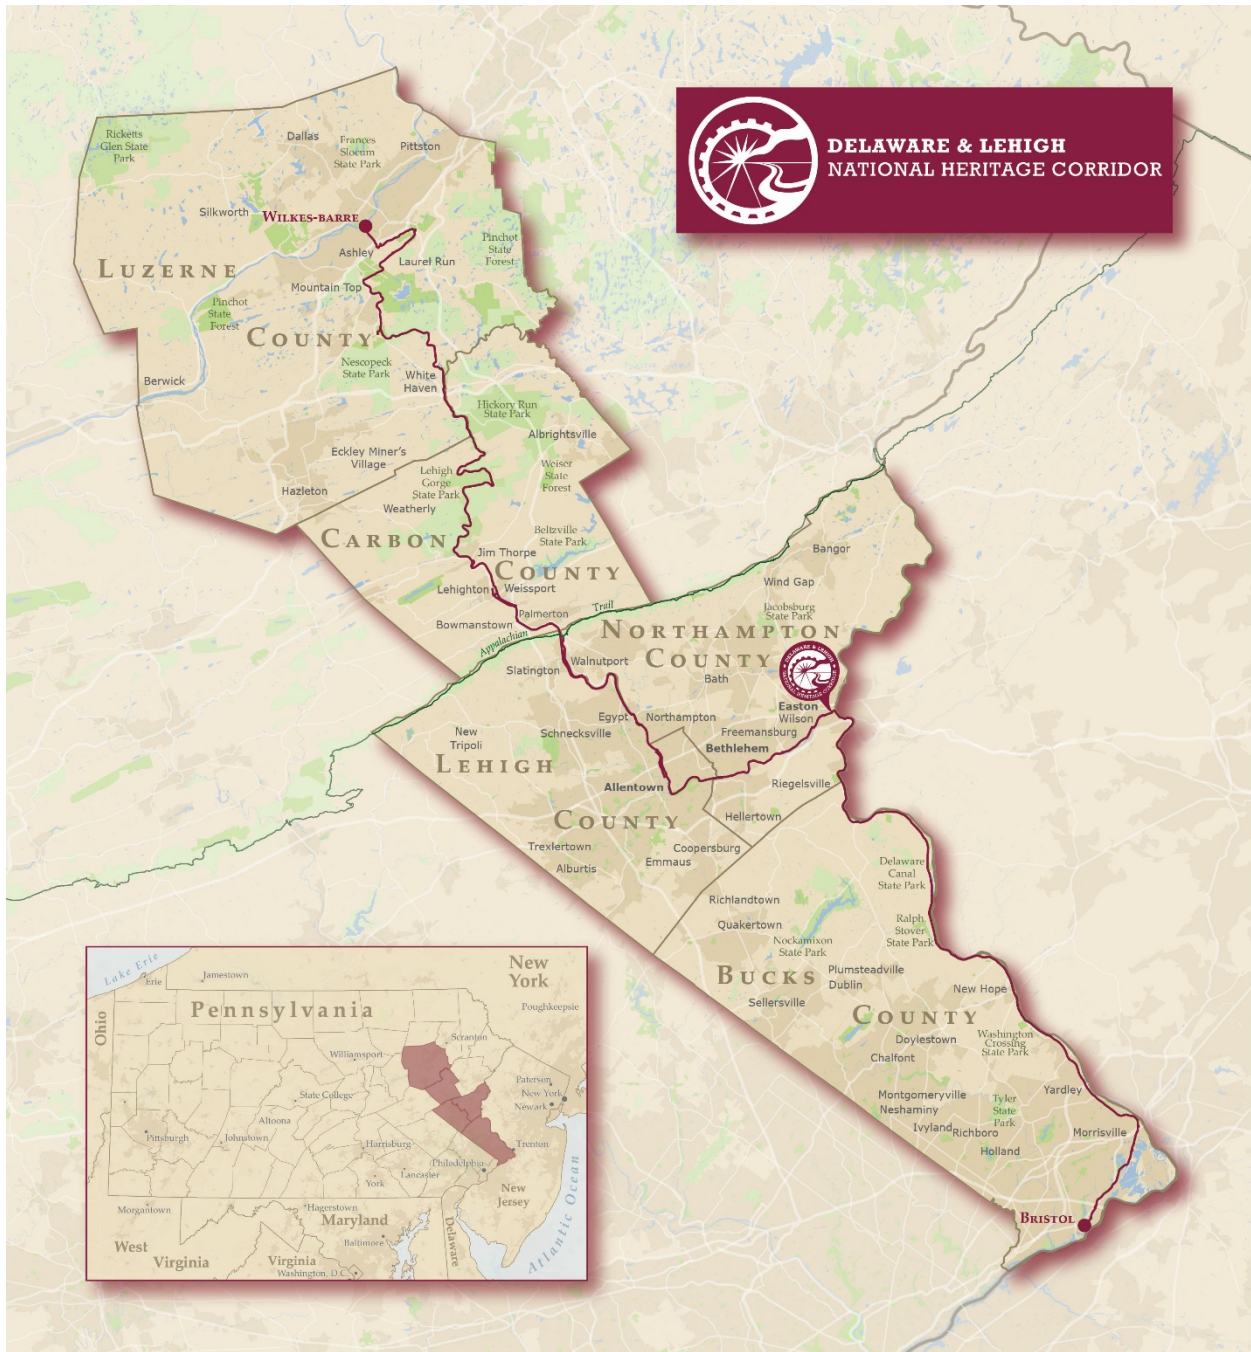 DELAWARE & LEHIGH
NATIONAL HERITAGE CORRIDOR
Ricketts
Glen State
Park
Dallas
Frances
Slocum
State Park
Pittston
Silkworth
WILKES-BARRE
Ashley
Laurel Run
Pinchot
State
Forest
LUZERNE
Mountain Top
Pinchot
State
Forest
COUNTY
Nescopeck
State Park
White
Haven
Berwick
Hickory Run
State Park
Albrightsville
Eckley Miner's
Village
Lehigh
Gorge
State Park
Weiser
State
Forest
Hazleton
Weatherly
CARBON
Beltzville
State Park
Jim Thorpe
COUNTY
Lehighton
Weissport
Bangor
Wind Gap
Palmerton
Bowmanstown
Appalachian
Trail
Jacobsburg
State Park
NORTHAMPTON
COUNTY
Slatington
Walnutport
Bath
DELAWARE & LEHIGH
NATIONAL HERITAGE CORRIDOR
Easton
Wilson
Egypt
Northampton
Freemansburg
New
Tripoli
Schnecksville
Bethlehem
LEHIGH
Allentown
Riegelsville
COUNTY
Hellertown
Trexlertown
Coopersburg
Emmaus
Alburtis
Delaware
Canal
State Park
Richlandtown
Quakertown
Ralph
Stover
State Park
Nockamixon
State Park
BUCKS
Plumsteadville
Dublin
Sellersville
New Hope
COUNTY
Doylestown
Washington
Crossing
State Park
Chalfont
Montgomeryville
Neshaminy
Tyler
State
Park
Yardley
Ivyland
Richboro
Morrisville
Holland
BRISTOL
Lake Erie
Erie
Jamestown
New
York
Pennsylvania
Poughkeepsie
Ohio
Scranton
Williamsport
State College
Paterson
New York
Newark
Altoona
Pittsburgh
Johnstown
Harrisburg
Trenton
Philadelphia
Lancaster
York
New
Jersey
Morgantown
Hagerstown
Maryland
Baltimore
Delaware
Atlantic Ocean
West
Virginia
Virginia
Washington, D.C.